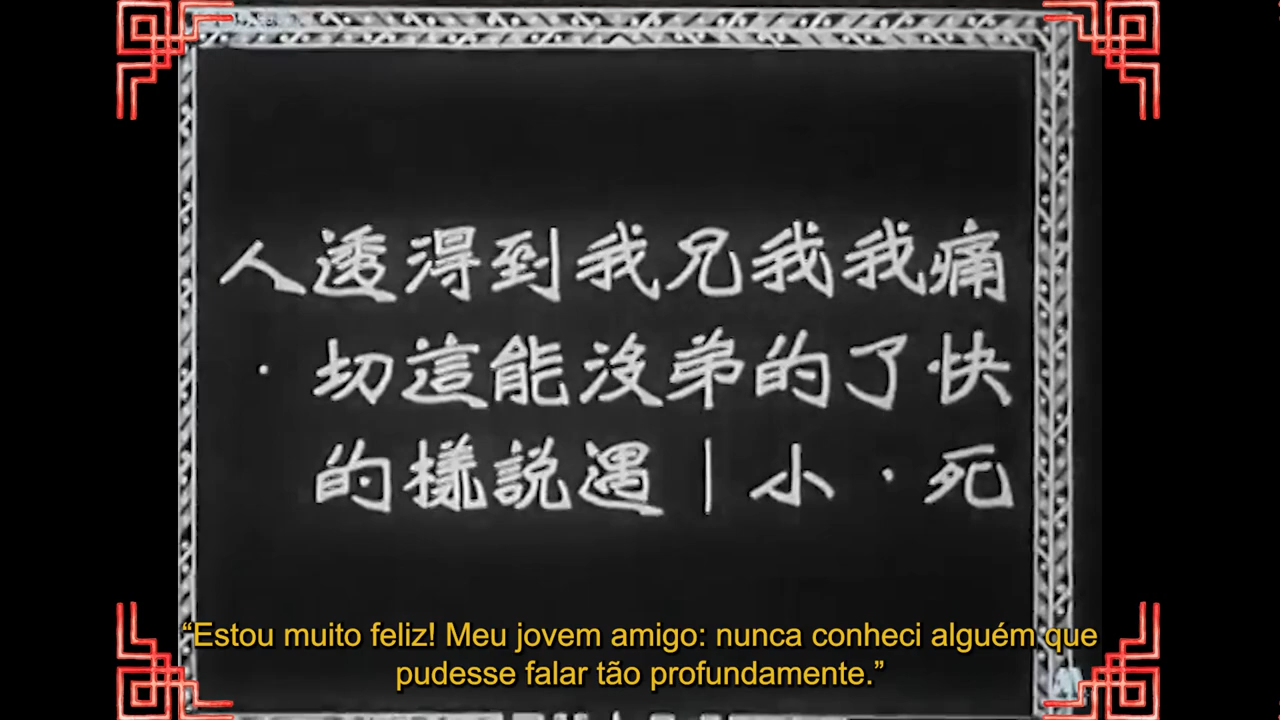 痛快死
我了·
我的小
兄弟｜
我沒遇
到能説
得這樣
透切的
人·
“Estou muito feliz! Meu jovem amigo: nunca conheci alguém que
pudesse falar tão profundamente.”